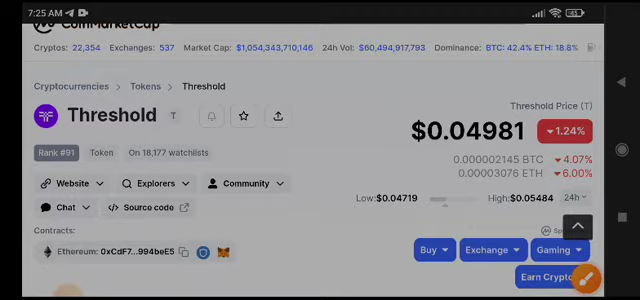 7:25 AM 45
CoinMarketCap
Cryptos: 22,354 Exchanges: 537 Market Cap: $1,054,343,710,146 24h Vol: $60,494,917,793 Dominance: BTC: 42.4% ETH: 18.8%
Cryptocurrencies > Tokens > Threshold
Threshold T
Rank #91 Token On 18,177 watchlists
Website Explorers Community
Chat Source code
Contracts:
Ethereum: 0xCdF7...994beE5
Threshold Price (T)
$0.04981 1.24%
0.000002145 BTC 4.07%
0.00003076 ETH 6.00%
Low: $0.04719 High: $0.05484 24h
Buy Exchange Gaming
Earn Crypto